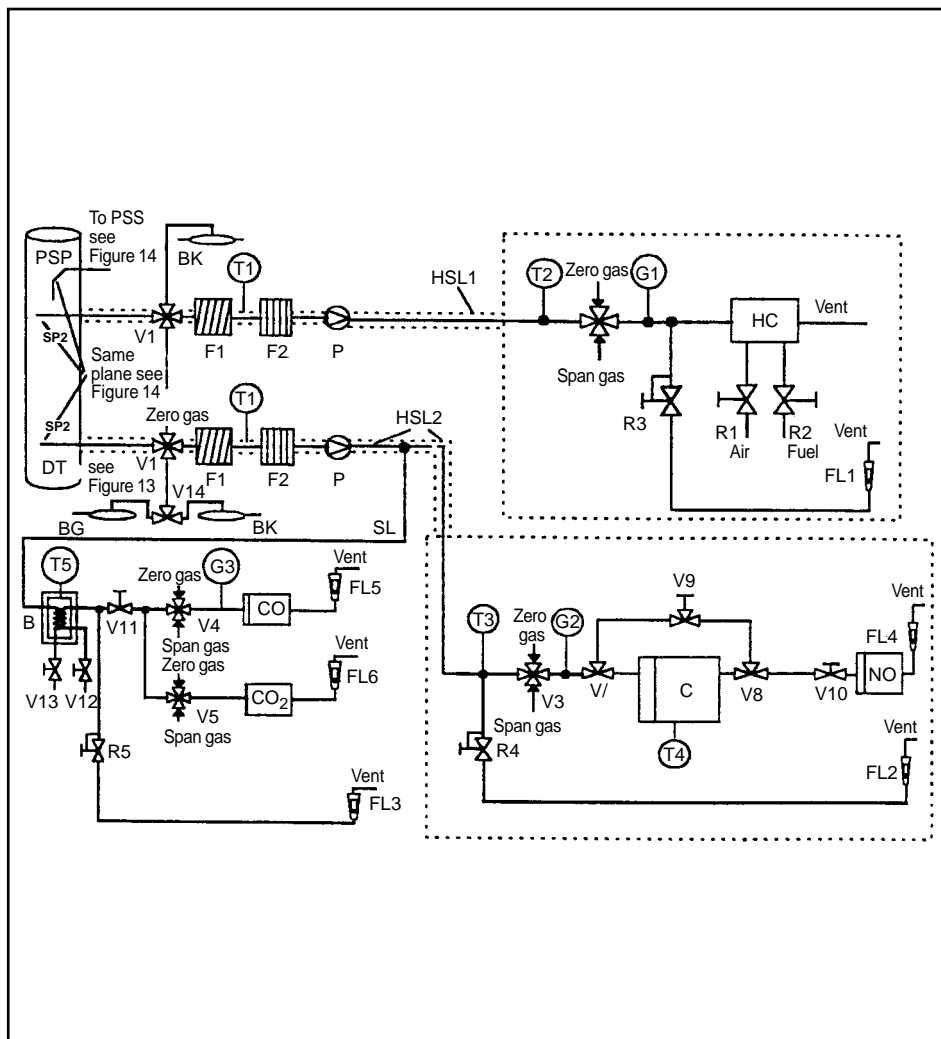 To PSS
see
Figure 14
PSP
BK
T1
HSL1
T2
Zero gas
G1
HC
Vent
V1
F1
F2
P
SP2
Same
plane see
Figure 14
Span gas
R3
R1
Air
R2
Fuel
Vent
FL1
SP2
Zero gas
T1
HSL2
DT
see
Figure 13
V1
F1
F2
P
V14
BG
BK
SL
T5
B
V11
Zero gas
V4
G3
CO
Vent
FL5
Span gas
Zero gas
V13
V12
V5
CO2
Vent
FL6
Span gas
R5
Vent
FL3
T3
Zero
gas
G2
V9
Vent
FL4
V3
V/
C
V8
V10
NO
Span gas
R4
T4
Vent
FL2